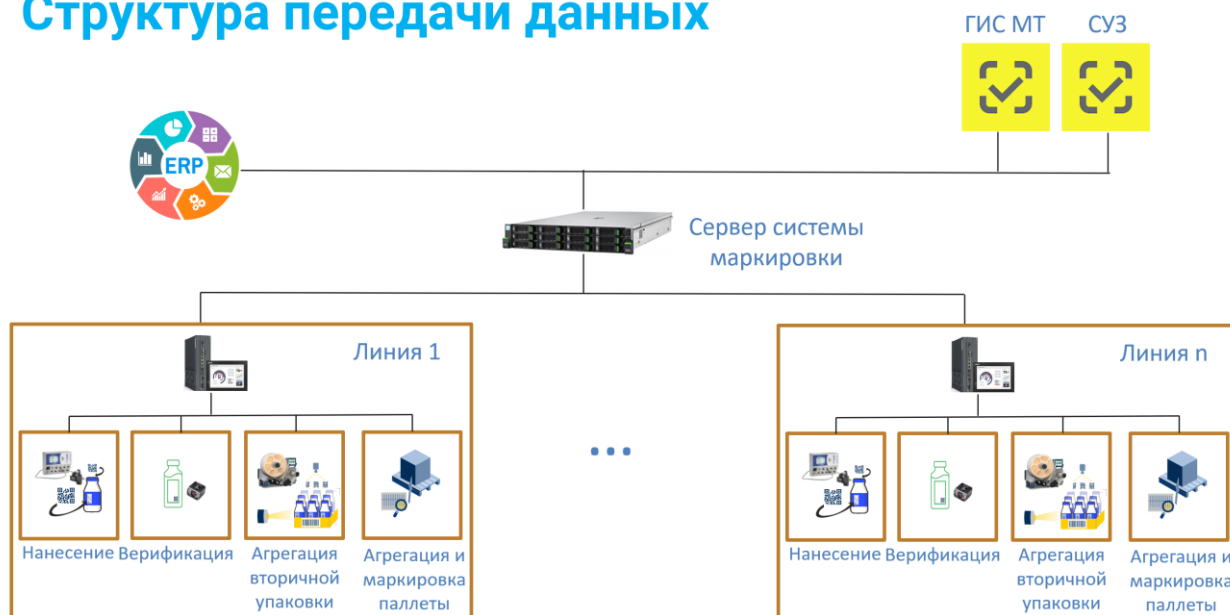 Структура передачи данных
ГИС МТ
СУЗ
ERP
Сервер системы
маркировки
Линия 1
Линия n
...
Нанесение
Верификация
Агрегация
вторичной
упаковки
Агрегация и
маркировка
паллеты
Нанесение
Верификация
Агрегация
вторичной
упаковки
Агрегация и
маркировка
паллеты